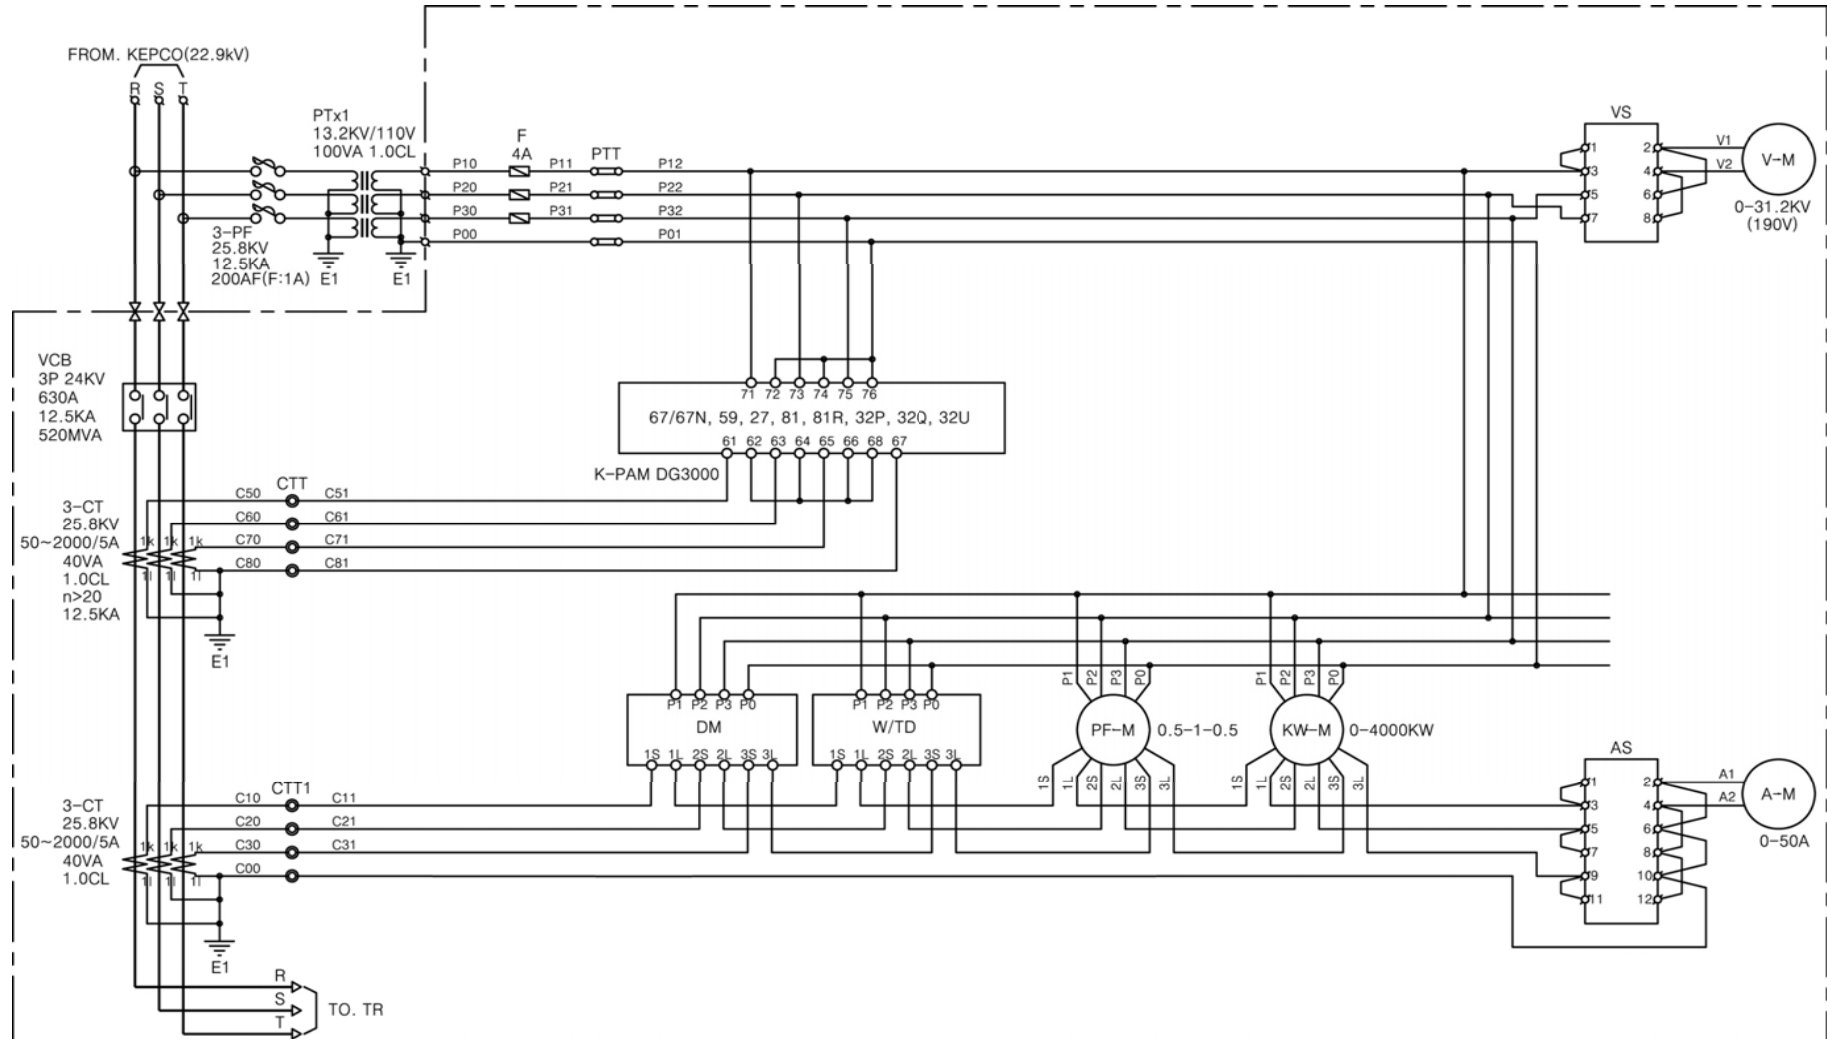 FROM. KEPCO(22.9kV)
R S T
PTx1
13.2KV/110V
100VA 1.0CL
F
4A
PTT
P10 P11 P12
P20 P21 P22
P30 P31 P32
P00 P01
3-PF
25.8KV
12.5KA
200AF(F:1A)
E1 E1
VS
1 2
3 4
5 6
7 8
V1
V2
V-M
0-31.2KV
(190V)
VCB
3P 24KV
630A
12.5KA
520MVA
71 72 73 74 75 76
67/67N, 59, 27, 81, 81R, 32P, 32Q, 32U
61 62 63 64 65 66 68 67
K-PAM DG3000
CTT
C50 C51
C60 C61
C70 C71
C80 C81
3-CT
25.8KV
50~2000/5A
40VA
1.0CL
n>20
12.5KA
1k 1k 1k
1l 1l 1l
E1
P1 P2 P3 P0
DM
1S 1L 2S 2L 3S 3L
P1 P2 P3 P0
W/TD
1S 1L 2S 2L 3S 3L
P1 P2 P3 P0
PF-M
0.5-1-0.5
1S 1L 2S 2L 3S 3L
P1 P2 P3 P0
KW-M
0-4000KW
1S 1L 2S 2L 3S 3L
CTT1
C10 C11
C20 C21
C30 C31
C00
3-CT
25.8KV
50~2000/5A
40VA
1.0CL
1k 1k 1k
1l 1l 1l
E1
AS
1 2
3 4
5 6
7 8
9 10
11 12
A1
A2
A-M
0-50A
R
S
T
TO. TR